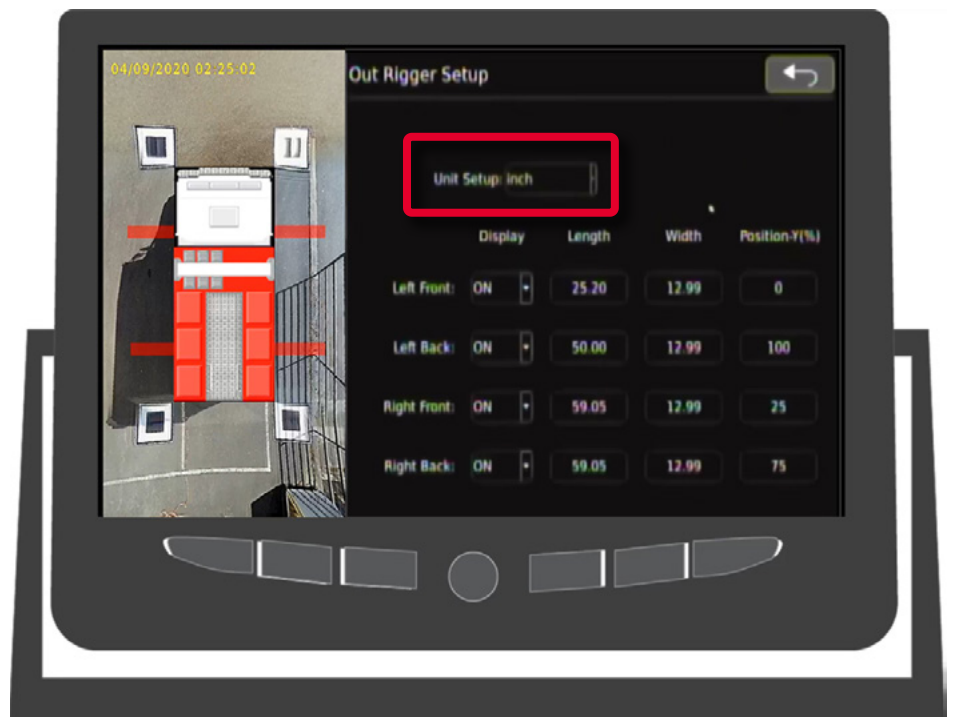 04/09/2020 02:25:02
Out Rigger Setup
Unit Setup: inch
Display Length Width Position-Y(%)
Left Front: ON 25.20 12.99 0
Left Back: ON 50.00 12.99 100
Right Front: ON 59.05 12.99 25
Right Back: ON 59.05 12.99 75